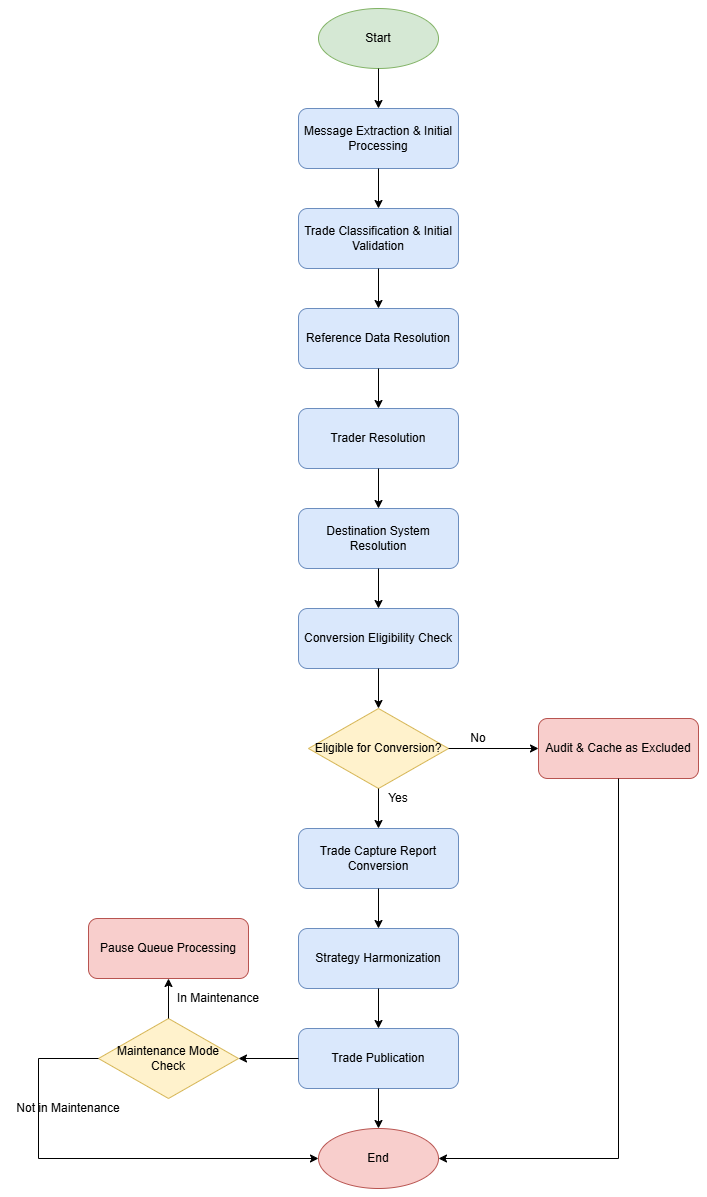 Start
Message Extraction & Initial
Processing
Trade Classification & Initial
Validation
Reference Data Resolution
Trader Resolution
Destination System
Resolution
Conversion Eligibility Check
Eligible for Conversion?
No
Audit & Cache as Excluded
Yes
Trade Capture Report
Conversion
Strategy Harmonization
Pause Queue Processing
In Maintenance
Maintenance Mode
Check
Trade Publication
Not in Maintenance
End